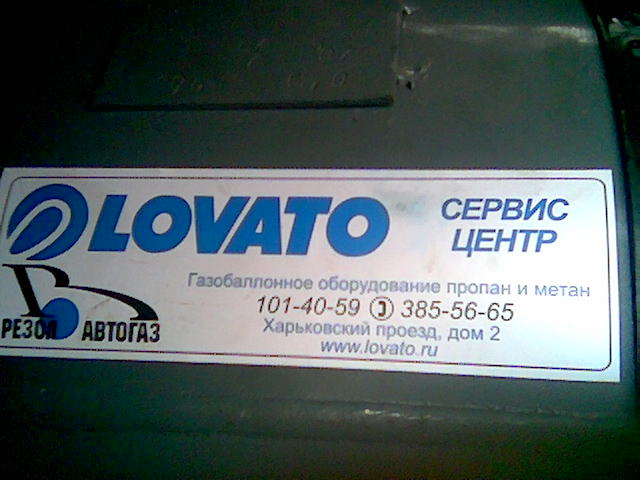 LOVATO
СЕРВИС
ЦЕНТР
Газобаллонное оборудование пропан и метан
101-40-59 385-56-65
Харьковский проезд, дом 2
www.lovato.ru
РЕЗОЛ АВТОГАЗ